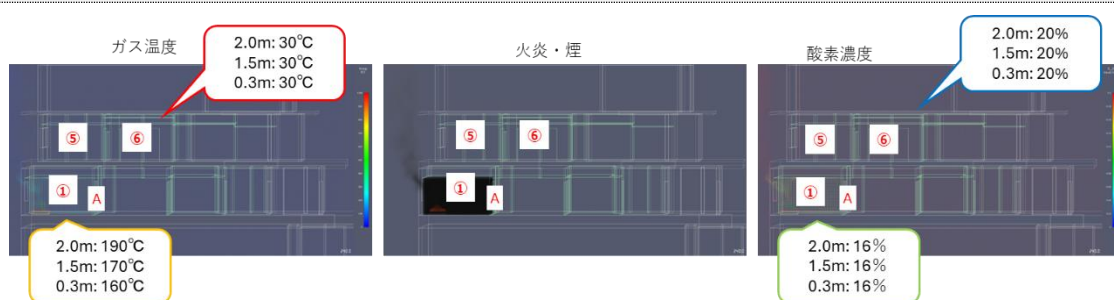 ガス温度
2.0m: 30℃
1.5m: 30℃
0.3m: 30℃
⑤
⑥
①
A
2.0m: 190℃
1.5m: 170℃
0.3m: 160℃
火炎・煙
⑤
⑥
①
A
酸素濃度
2.0m: 20%
1.5m: 20%
0.3m: 20%
⑤
⑥
①
A
2.0m: 16%
1.5m: 16%
0.3m: 16%